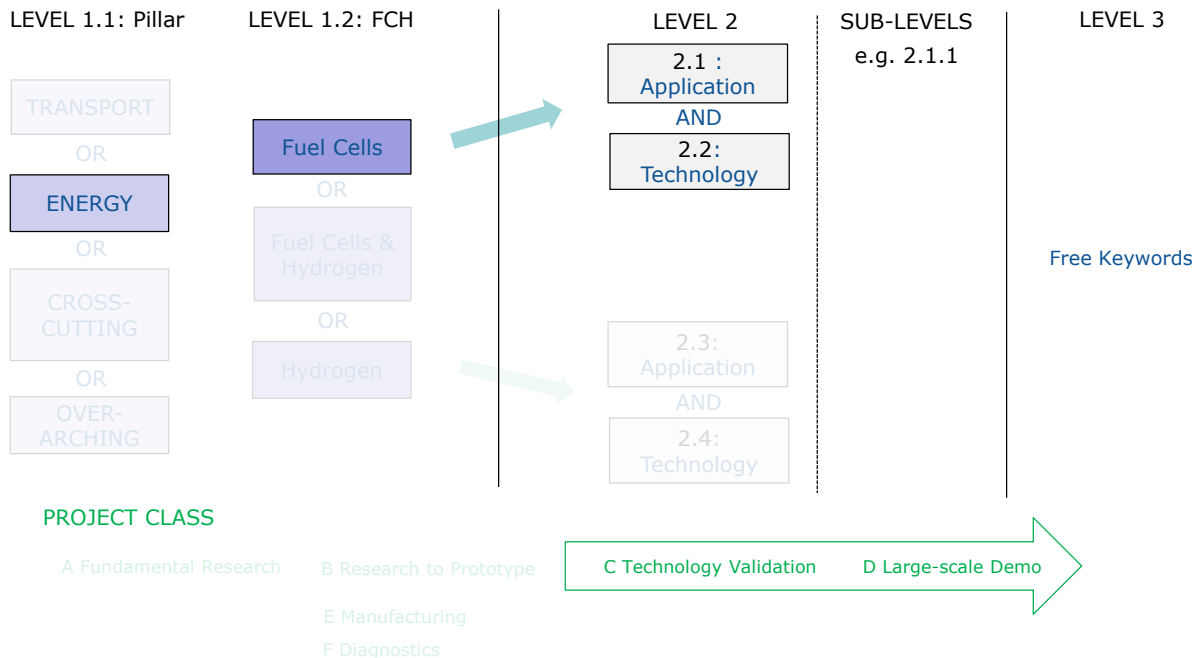 LEVEL 1.1: Pillar
LEVEL 1.2: FCH
LEVEL 2
SUB-LEVELS
e.g. 2.1.1
LEVEL 3
TRANSPORT
OR
ENERGY
OR
CROSS-
CUTTING
OR
OVER-
ARCHING
Fuel Cells
OR
Fuel Cells &
Hydrogen
OR
Hydrogen
2.1 :
Application
AND
2.2:
Technology
2.3:
Application
AND
2.4:
Technology
Free Keywords
PROJECT CLASS
A Fundamental Research
B Research to Prototype
C Technology Validation
D Large-scale Demo
E Manufacturing
F Diagnostics